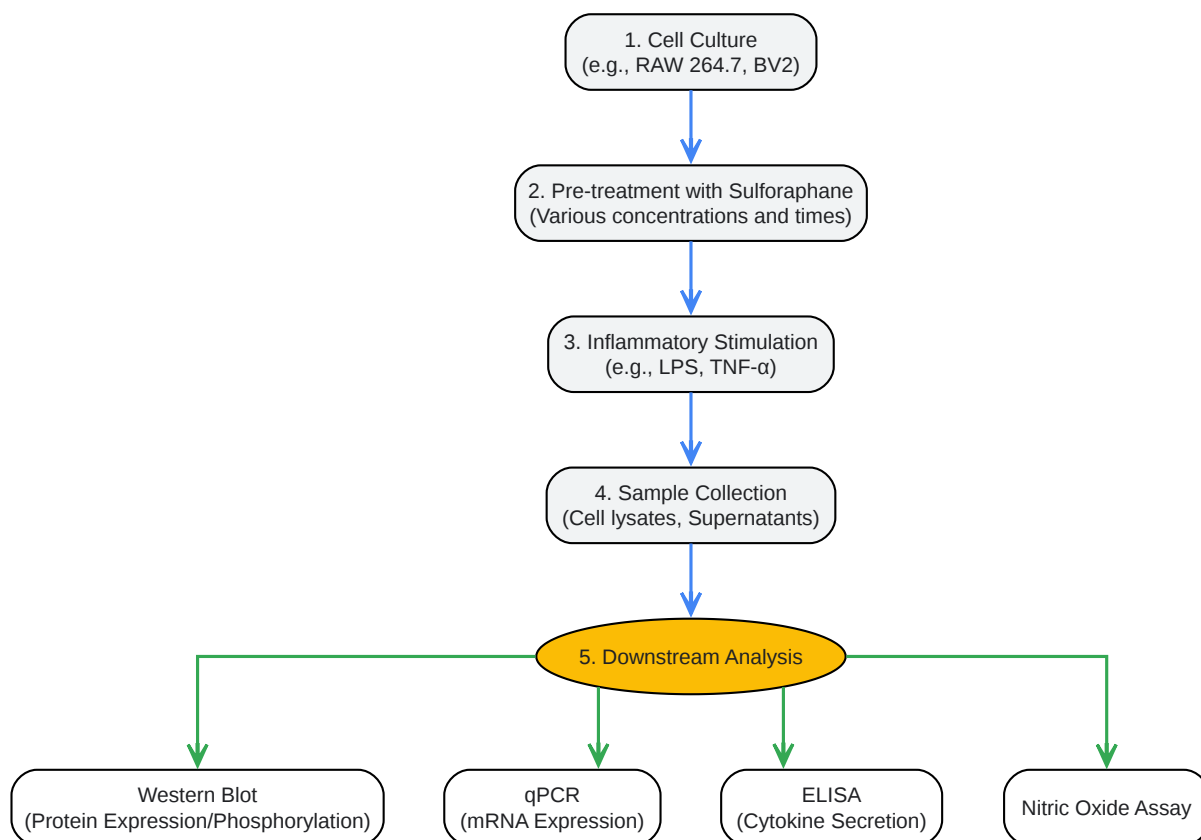 1. Cell Culture
(e.g., RAW 264.7, BV2)
2. Pre-treatment with Sulforaphane
(Various concentrations and times)
3. Inflammatory Stimulation
(e.g., LPS, TNF-α)
4. Sample Collection
(Cell lysates, Supernatants)
5. Downstream Analysis
Western Blot
(Protein Expression/Phosphorylation)
qPCR
(mRNA Expression)
ELISA
(Cytokine Secretion)
Nitric Oxide Assay